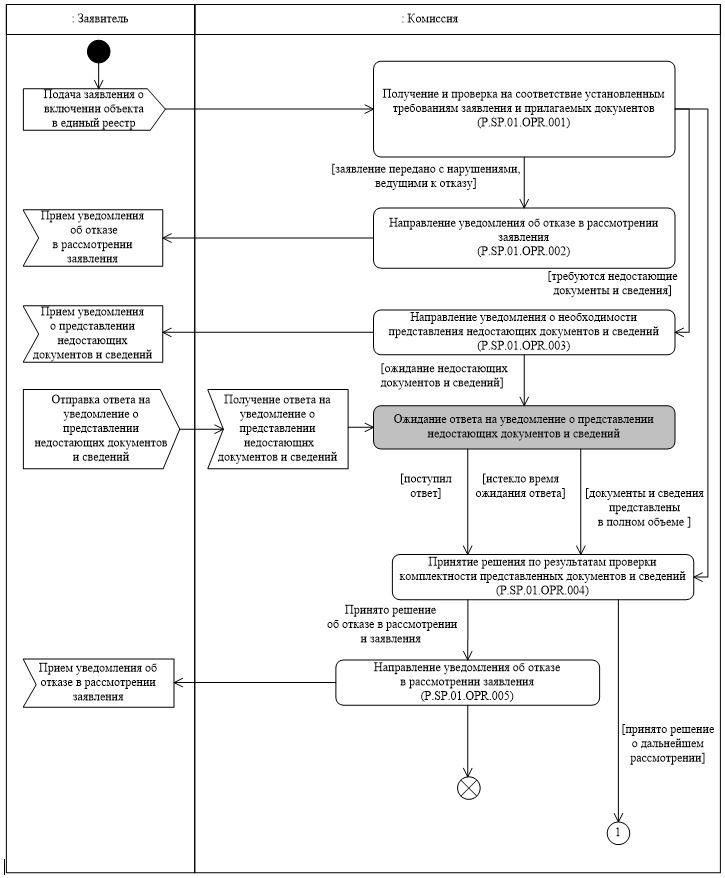 : Заявитель
: Комиссия
Подача заявления о
включении объекта
в единый реестр
Получение и проверка на соответствие установленным
требованиям заявления и прилагаемых документов
(P.SP.01.OPR.001)
[заявление передано с нарушениями,
ведущими к отказу]
Прием уведомления
об отказе
в рассмотрении
заявления
Направление уведомления об отказе в рассмотрении
заявления
(P.SP.01.OPR.002)
[требуются недостающие
документы и сведения]
Прием уведомления
о представлении
недостающих
документов и сведений
Направление уведомления о необходимости
представления недостающих документов и сведений
(P.SP.01.OPR.003)
[ожидание недостающих
документов и сведений]
Отправка ответа на
уведомление о
представлении
недостающих документов
и сведений
Получение ответа на
уведомление о
представлении
недостающих
документов и сведений
Ожидание ответа на уведомление о представлении
недостающих документов и сведений
[поступил
ответ]
[истекло время
ожидания ответа]
[документы и сведения
представлены
в полном объеме ]
Принятие решения по результатам проверки
комплектности представленных документов и сведений
(P.SP.01.OPR.004)
Принято решение
об отказе в рассмотрении
и заявления
Прием уведомления об
отказе в рассмотрении
заявления
Направление уведомления об отказе
в рассмотрении заявления
(P.SP.01.OPR.005)
[принято решение
о дальнейшем
рассмотрении]
1